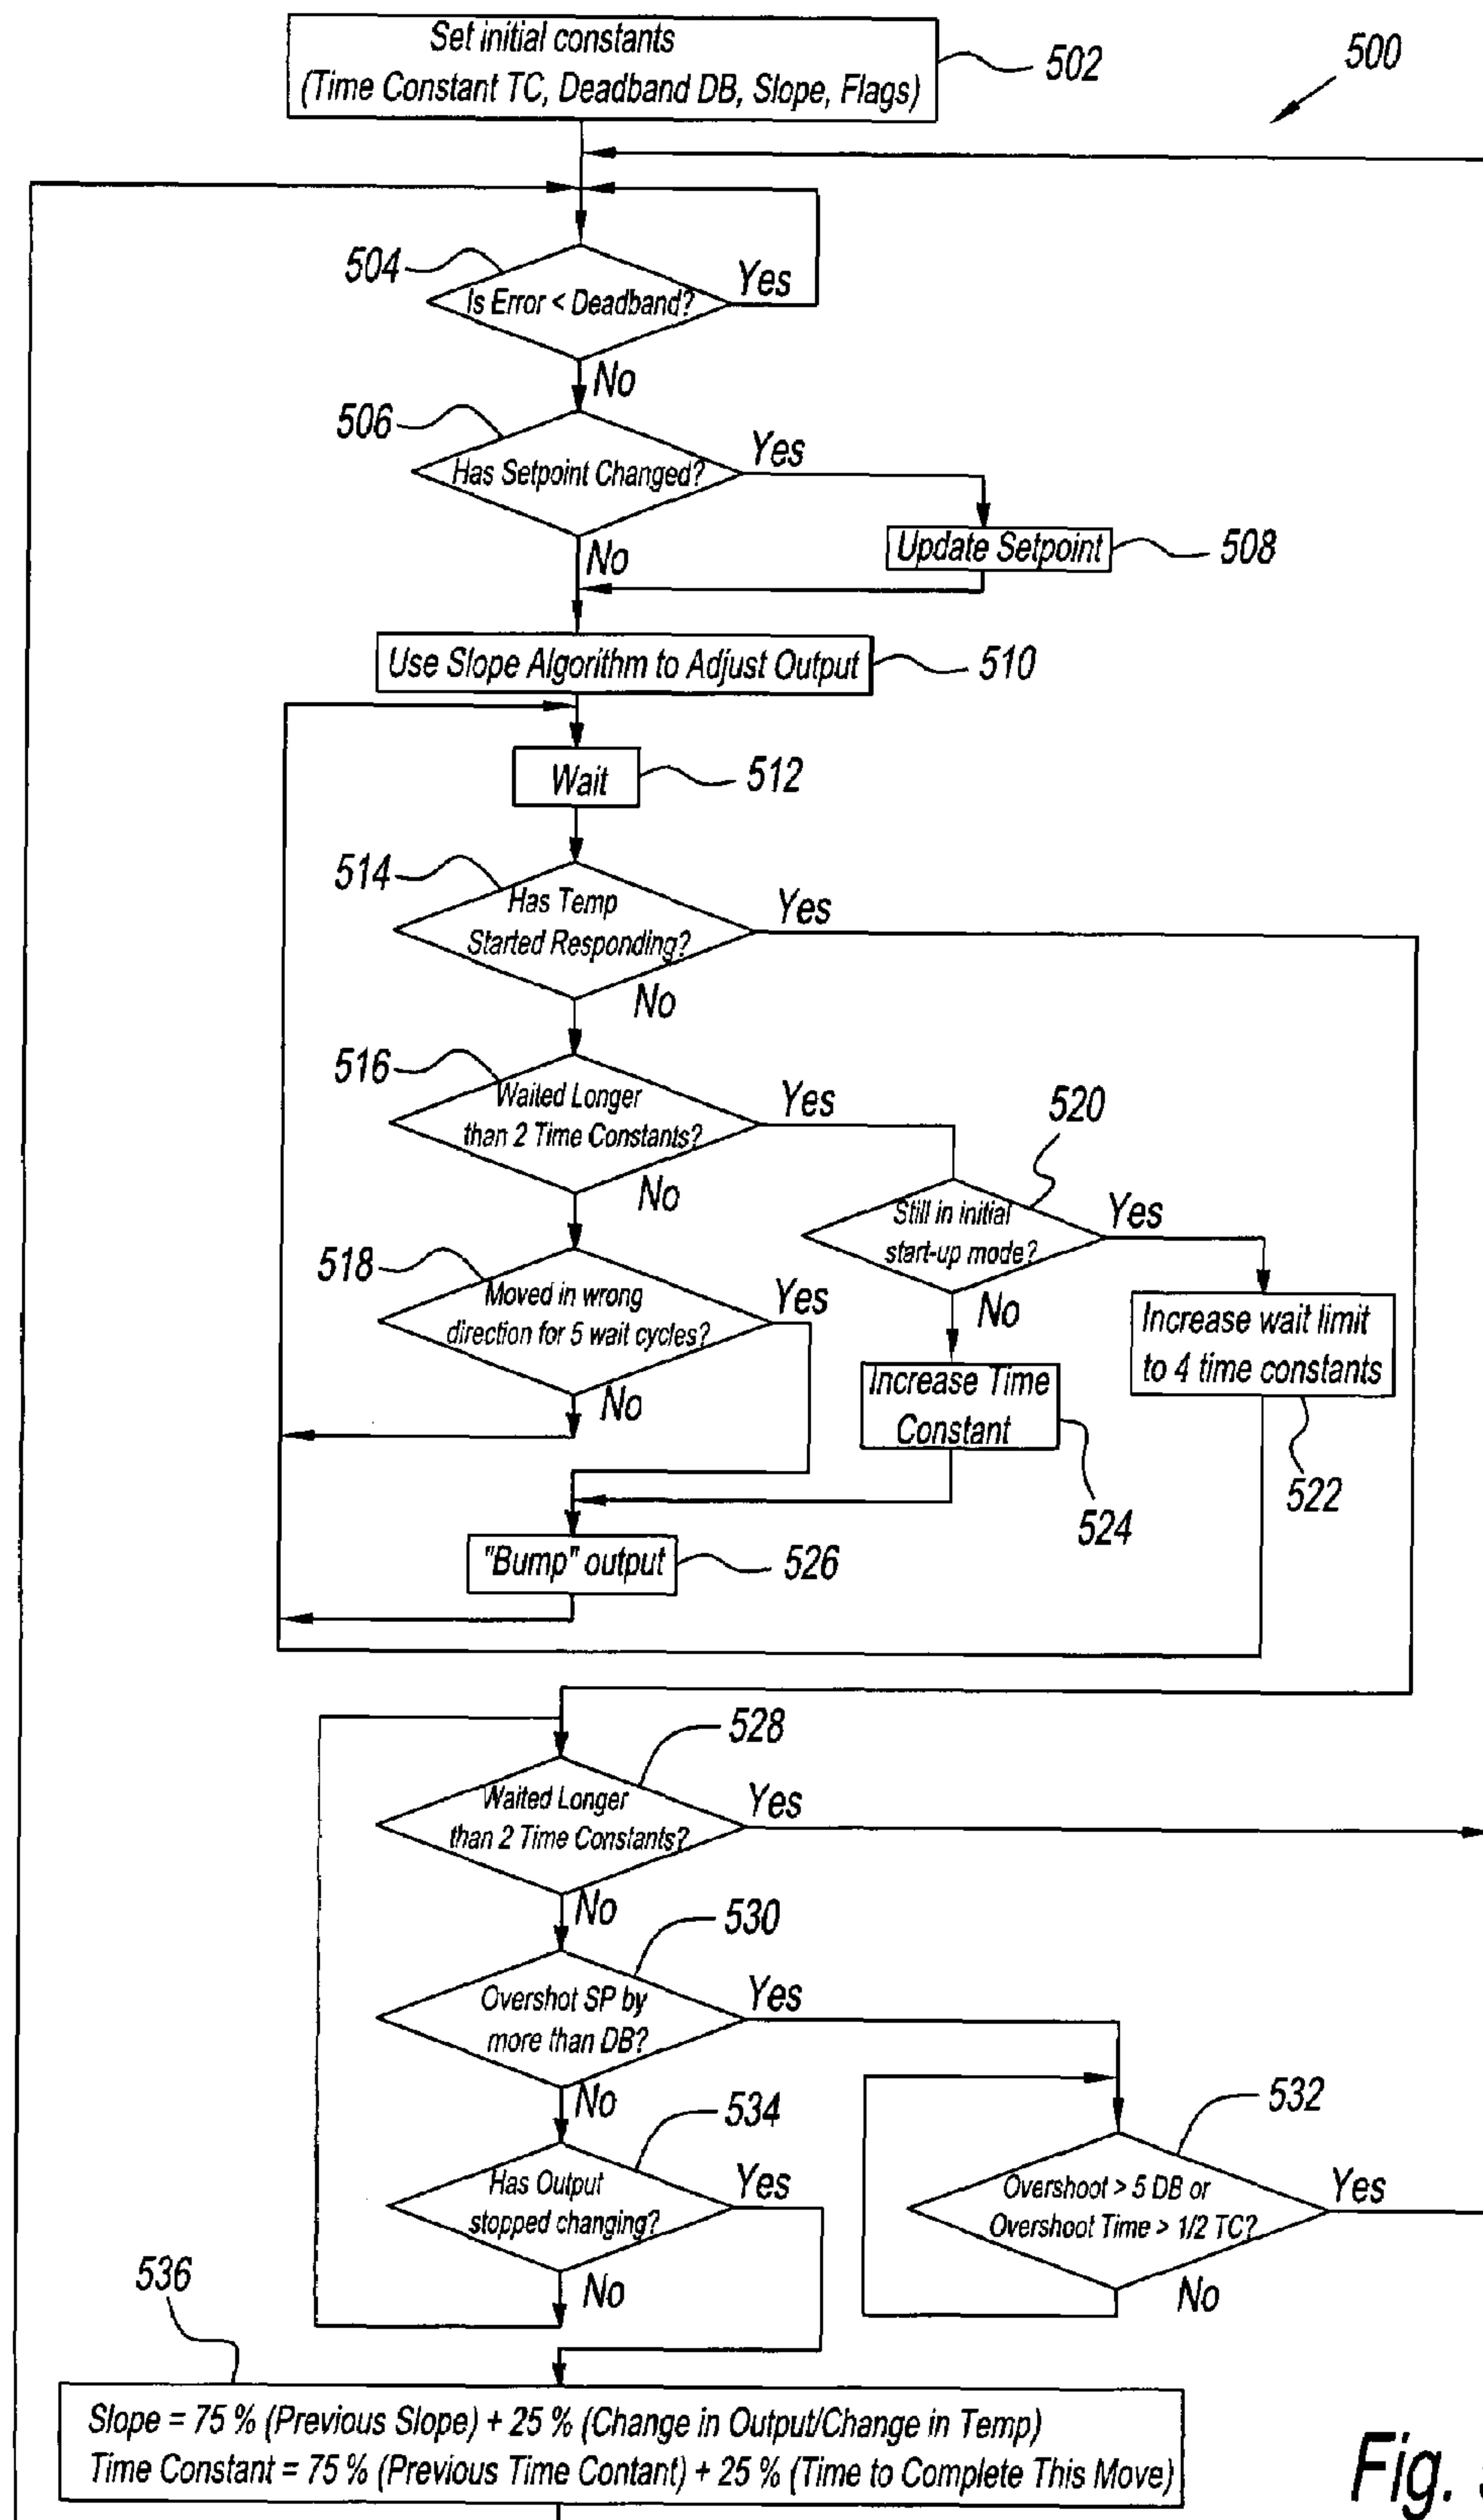 Set initial constants
(Time Constant TC, Deadband DB, Slope, Flags)
502
500
504
Is Error < Deadband?
Yes
No
506
Has Setpoint Changed?
Yes
Update Setpoint
508
No
Use Slope Algorithm to Adjust Output
510
Wait
512
514
Has Temp
Started Responding?
Yes
No
516
Waited Longer
than 2 Time Constants?
Yes
520
No
Still in initial
start-up mode?
Yes
518
Moved in wrong
direction for 5 wait cycles?
Yes
No
Increase wait limit
to 4 time constants
Increase Time
Constant
No
522
524
"Bump" output
526
528
Waited Longer
than 2 Time Constants?
Yes
No
530
Overshot SP by
more than DB?
Yes
No
534
532
Has Output
stopped changing?
Yes
Overshoot > 5 DB or
Overshoot Time > 1/2 TC?
Yes
No
No
536
Slope = 75 % (Previous Slope) + 25 % (Change in Output/Change in Temp)
Time Constant = 75 % (Previous Time Contant) + 25 % (Time to Complete This Move)
Fig.